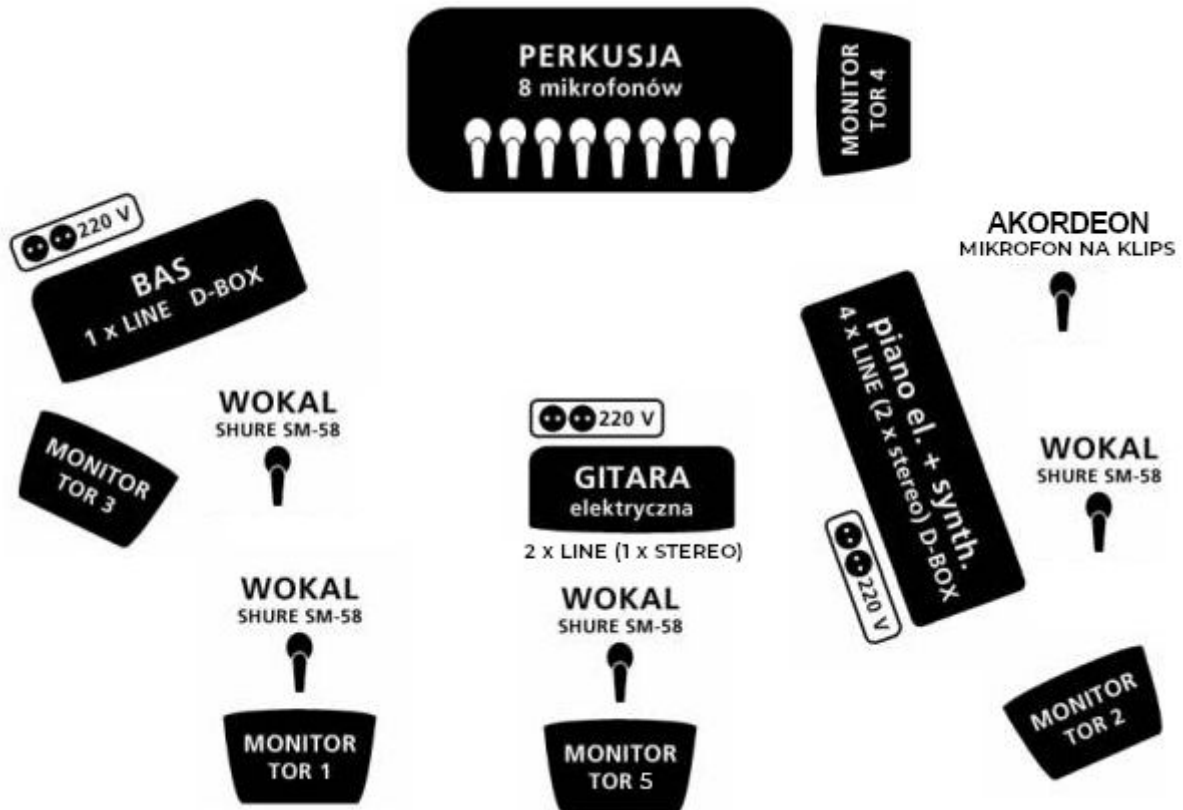 PERKUSJA
8 mikrofonów
MONITOR
TOR 4
220 V
BAS
1 x LINE D-BOX
AKORDEON
MIKROFON NA KLIPS
piano el. + synth.
4 x LINE (2 x stereo) D-BOX
220 V
MONITOR
TOR 3
WOKAL
SHURE SM-58
220 V
GITARA
elektryczna
2 x LINE (1 x STEREO)
WOKAL
SHURE SM-58
WOKAL
SHURE SM-58
MONITOR
TOR 1
WOKAL
SHURE SM-58
MONITOR
TOR 5
MONITOR
TOR 2